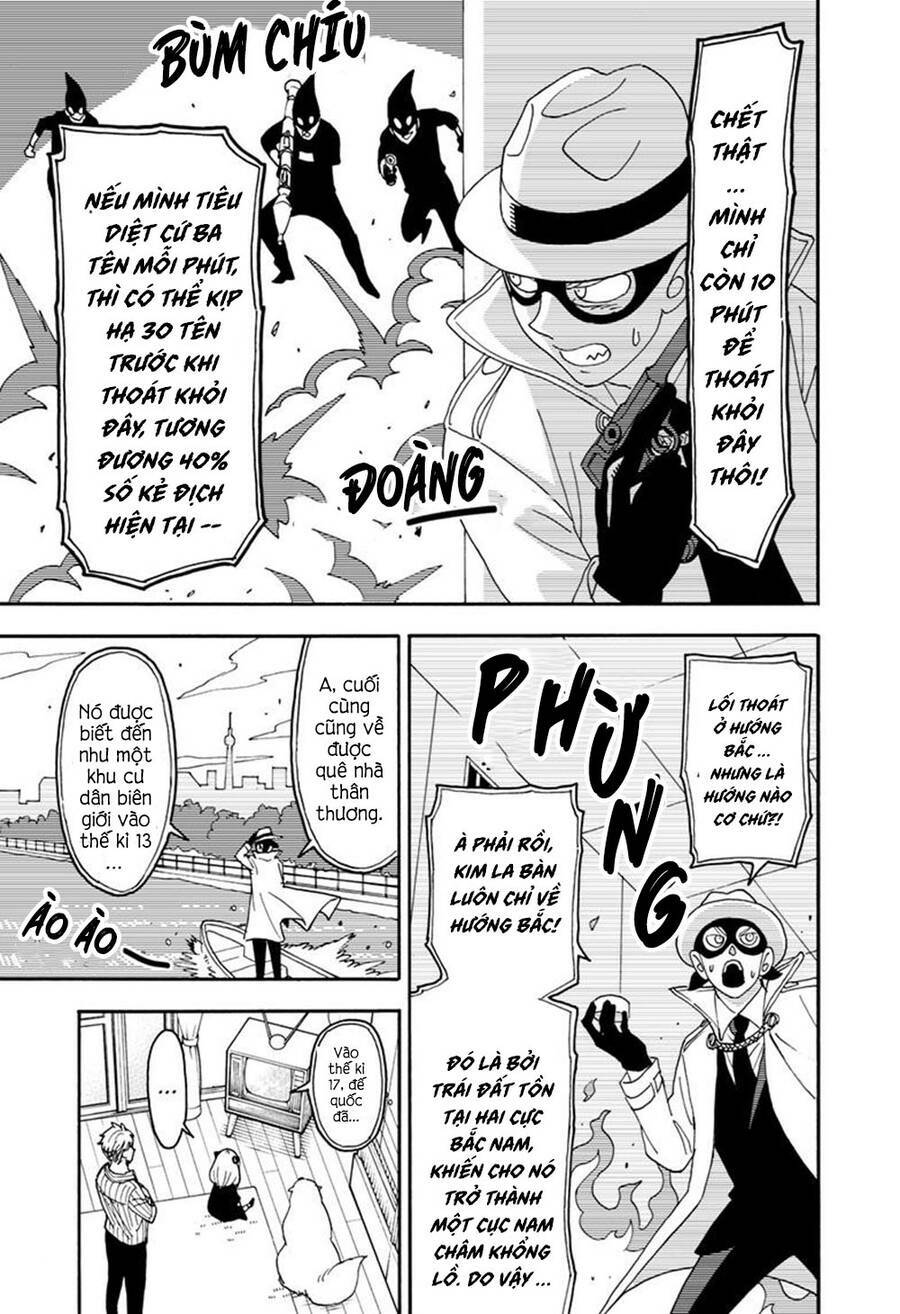 BÙM CHÍU
CHẾT
THẬT
...
MÌNH
CHỈ
CÒN 10
PHÚT
ĐỂ
THOÁT
KHỎI
ĐÂY
THÔI!
NẾU MÌNH TIÊU
DIỆT CỨ BA
TÊN MỖI PHÚT,
THÌ CÓ THỂ KỊP
HẠ 30 TÊN
TRƯỚC KHI
THOÁT KHỎI
ĐÂY, TƯƠNG
ĐƯƠNG 40%
SỐ KẺ ĐỊCH
HIỆN TẠI --
ĐOÀNG
LỐI THOÁT
Ở HƯỚNG
BẮC ...
NHƯNG LÀ
HƯỚNG NÀO
CƠ CHỨ?!
PHỪNG
À PHẢI RỒI,
KIM LA BÀN
LUÔN CHỈ VỀ
HƯỚNG BẮC!
ĐÓ LÀ BỞI
TRÁI ĐẤT TỒN
TẠI HAI CỰC
BẮC NAM,
KHIẾN CHO NÓ
TRỞ THÀNH
MỘT CỤC NAM
CHÂM KHỔNG
LỒ. DO VẬY ...
A, cuối
cùng
cũng về
được
quê nhà
thân
thương.
Nó được
biết đến
như một
khu cư
dân biên
giới vào
thế kỉ 13
...
ÀO ÀO
Vào
thế kỉ
17, đế
quốc
đã...
...